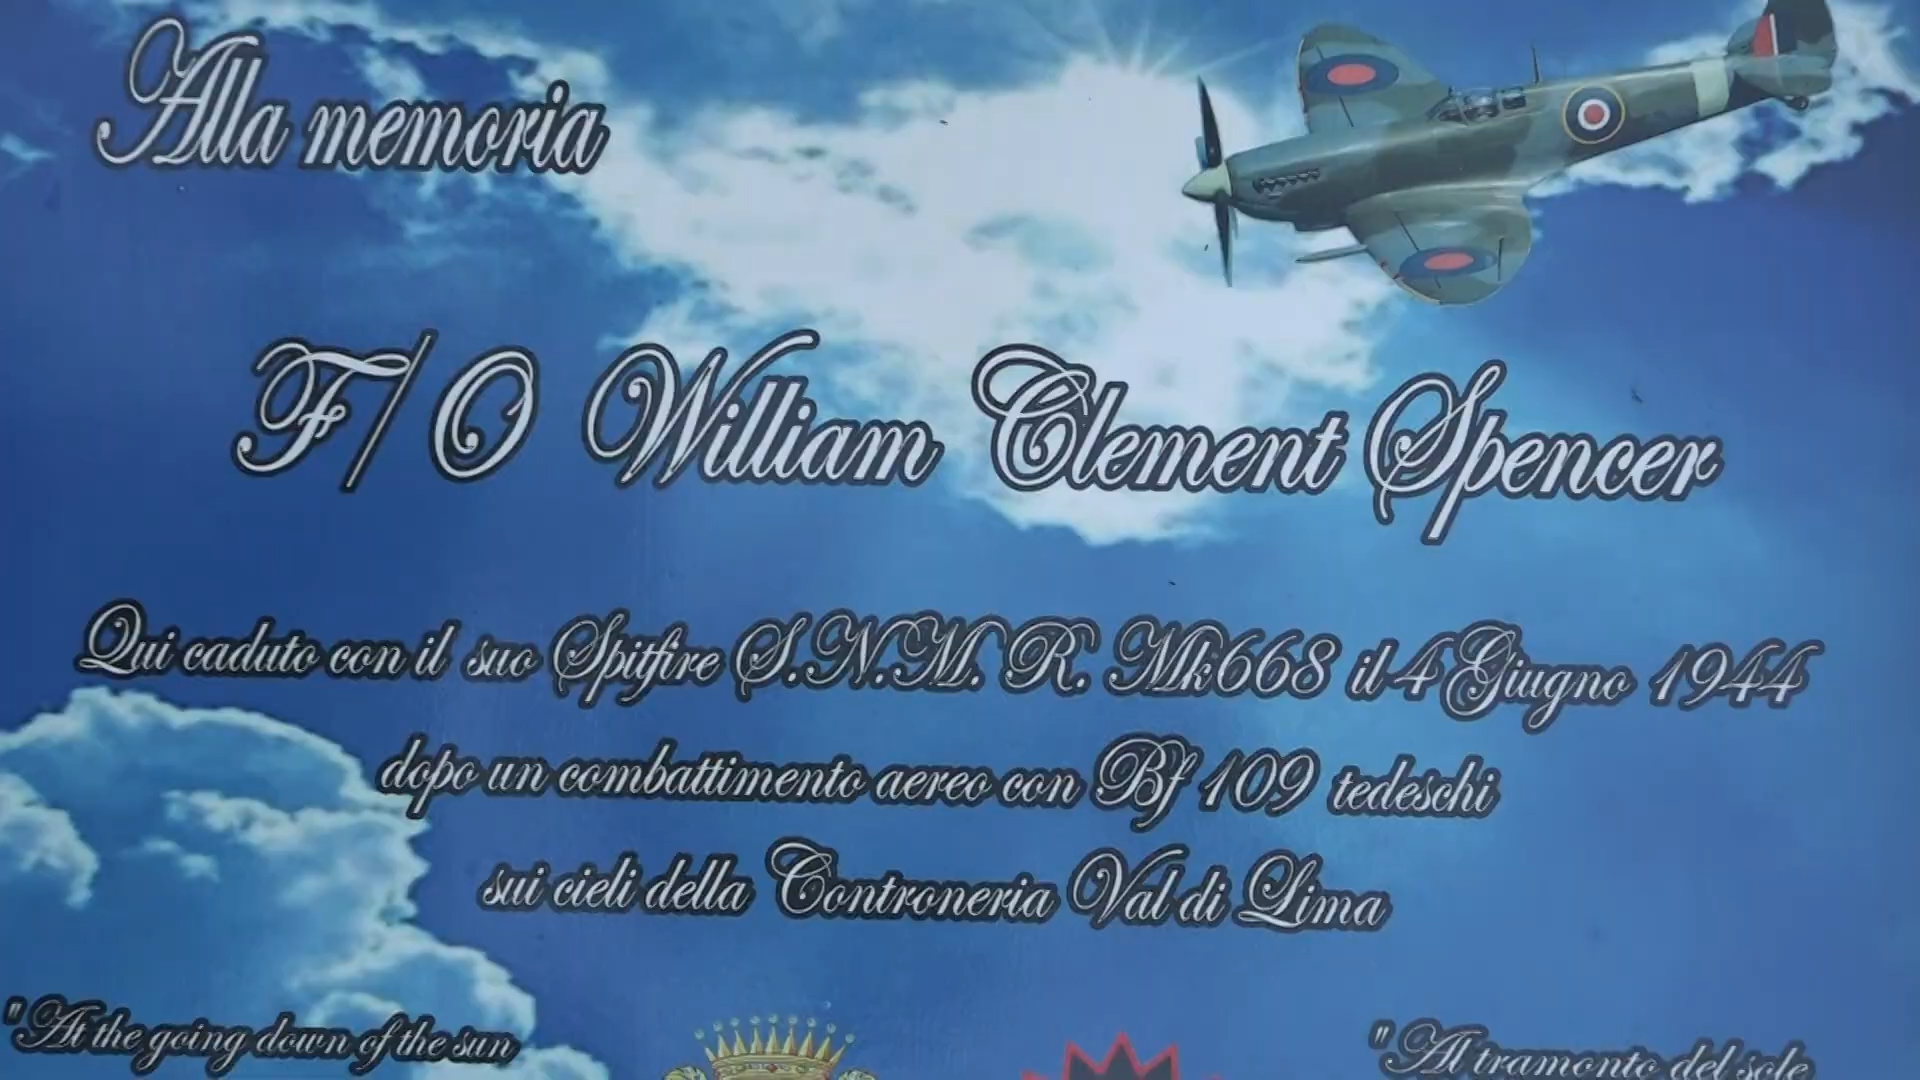 Alla memoria
F/O William Clement Spencer
Qui caduto con il suo Spitfire S.N.M. R. Mk668 il 4 Giugno 1944
dopo un combattimento aereo con Bf 109 tedeschi
sui cieli della Controneria Val di Lima
"At the going down of the sun
"Al tramonto del sole